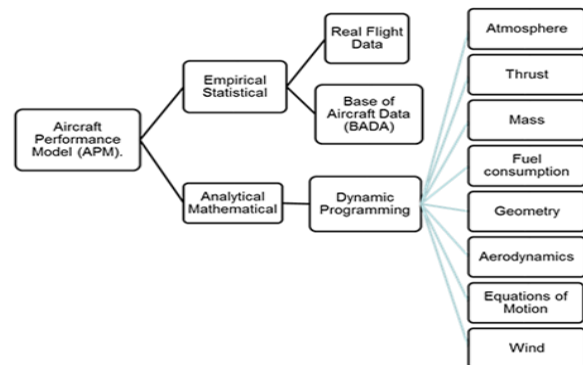 Aircraft
Performance
Model (APM).
Empirical
Statistical
Analytical
Mathematical
Real Flight
Data
Base of
Aircraft Data
(BADA)
Dynamic
Programming
Atmosphere
Thrust
Mass
Fuel
consumption
Geometry
Aerodynamics
Equations of
Motion
Wind